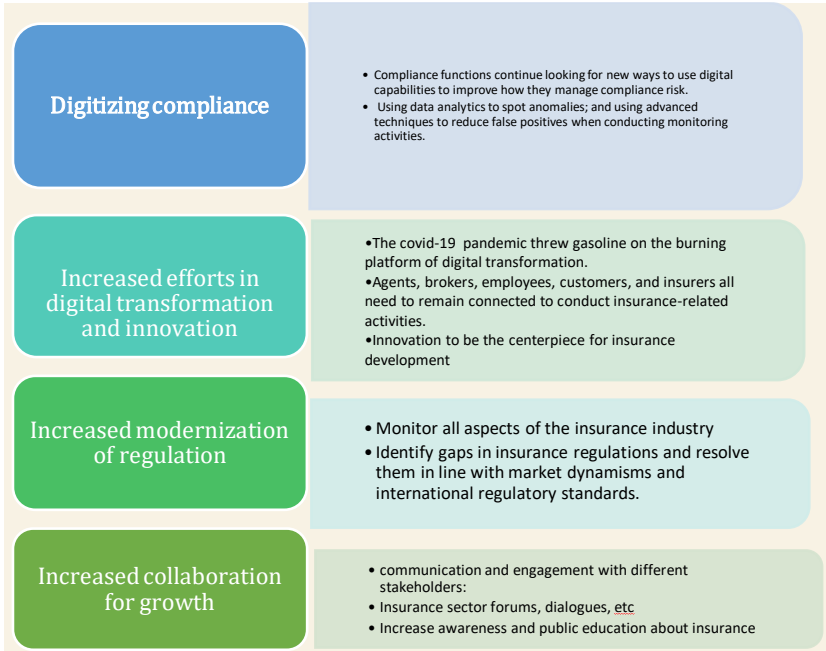 Digitizing compliance
• Compliance functions continue looking for new ways to use digital
capabilities to improve how they manage compliance risk.
• Using data analytics to spot anomalies; and using advanced
techniques to reduce false positives when conducting monitoring
activities.
Increased efforts in
digital transformation
and innovation
•The covid-19 pandemic threw gasoline on the burning
platform of digital transformation.
•Agents, brokers, employees, customers, and insurers all
need to remain connected to conduct insurance-related
activities.
•Innovation to be the centerpiece for insurance
development
Increased modernization
of regulation
• Monitor all aspects of the insurance industry
• Identify gaps in insurance regulations and resolve
them in line with market dynamisms and
international regulatory standards.
Increased collaboration
for growth
• communication and engagement with different
stakeholders:
• Insurance sector forums, dialogues, etc
• Increase awareness and public education about insurance